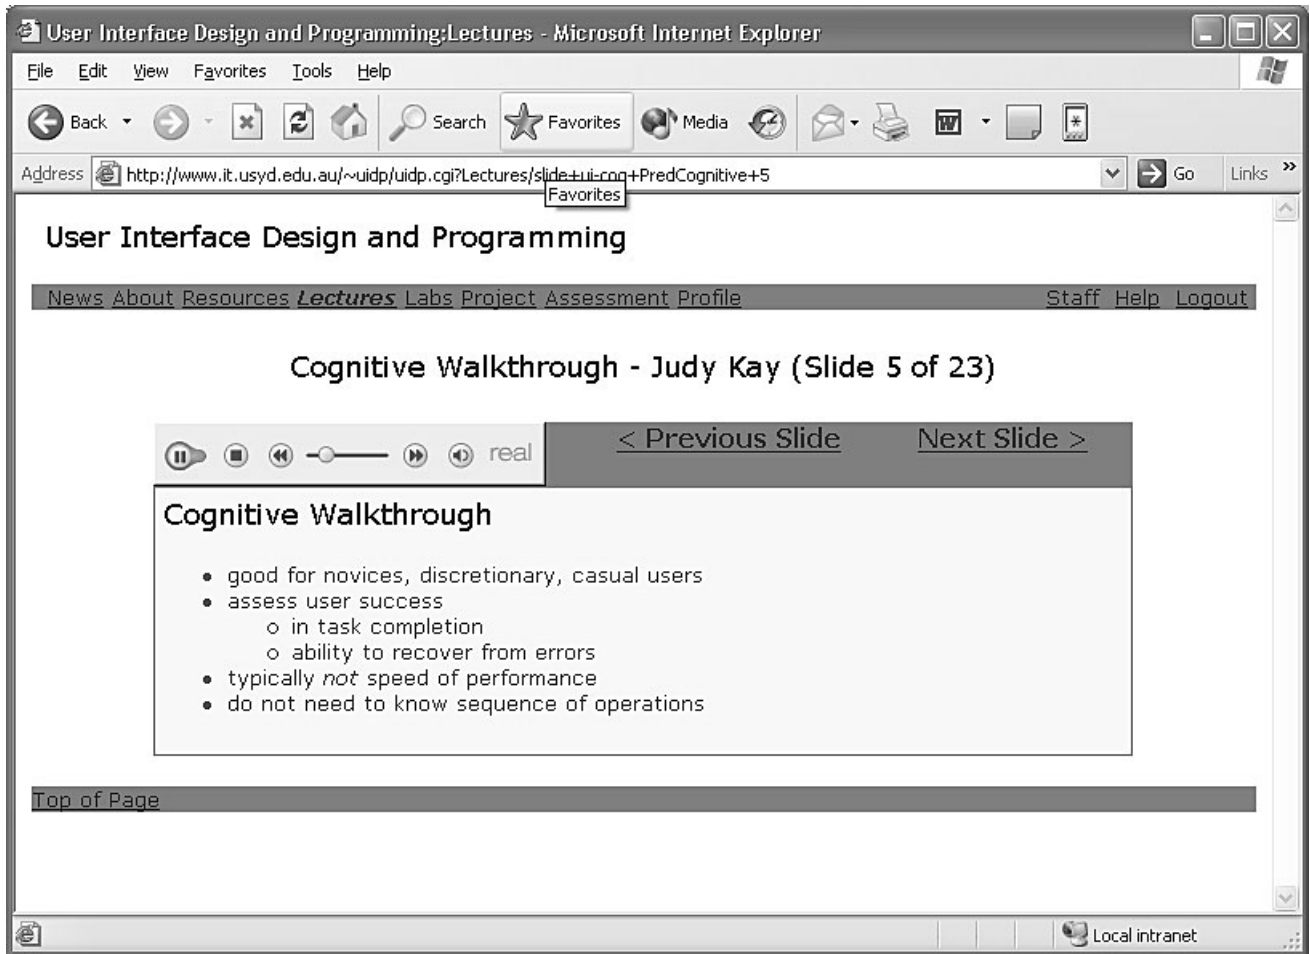 User Interface Design and Programming:Lectures - Microsoft Internet Explorer
File Edit View Favorites Tools Help
Back Search Favorites Media
Address http://www.it.usyd.edu.au/~uidp/uidp.cgi?Lectures/slide+ui-cog+PredCognitive+5 Go Links »
Favorites
User Interface Design and Programming
News About Resources Lectures Labs Project Assessment Profile Staff Help Logout
Cognitive Walkthrough - Judy Kay (Slide 5 of 23)
real < Previous Slide Next Slide >
Cognitive Walkthrough
• good for novices, discretionary, casual users
• assess user success
o in task completion
o ability to recover from errors
• typically not speed of performance
• do not need to know sequence of operations
Top of Page
Local intranet